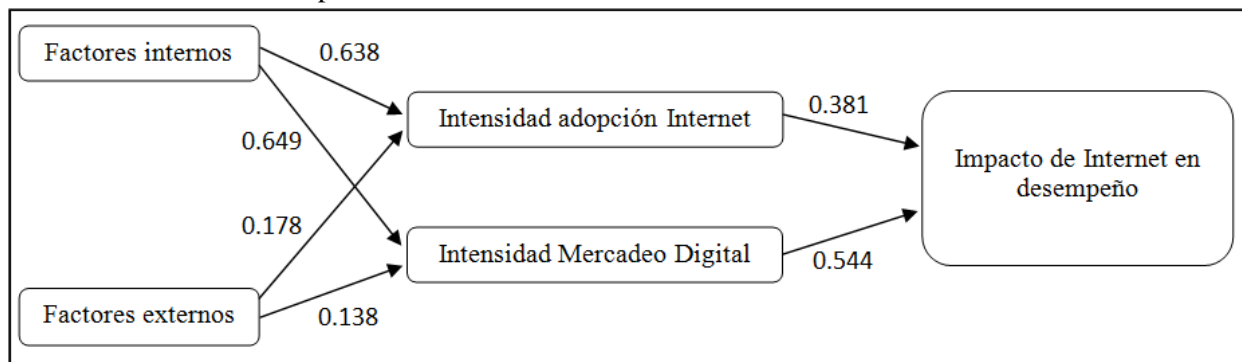 Factores internos
0.638
Intensidad adopción Internet
0.381
0.649
Impacto de Internet en
desempeño
0.178
Intensidad Mercadeo Digital
0.544
Factores externos
0.138